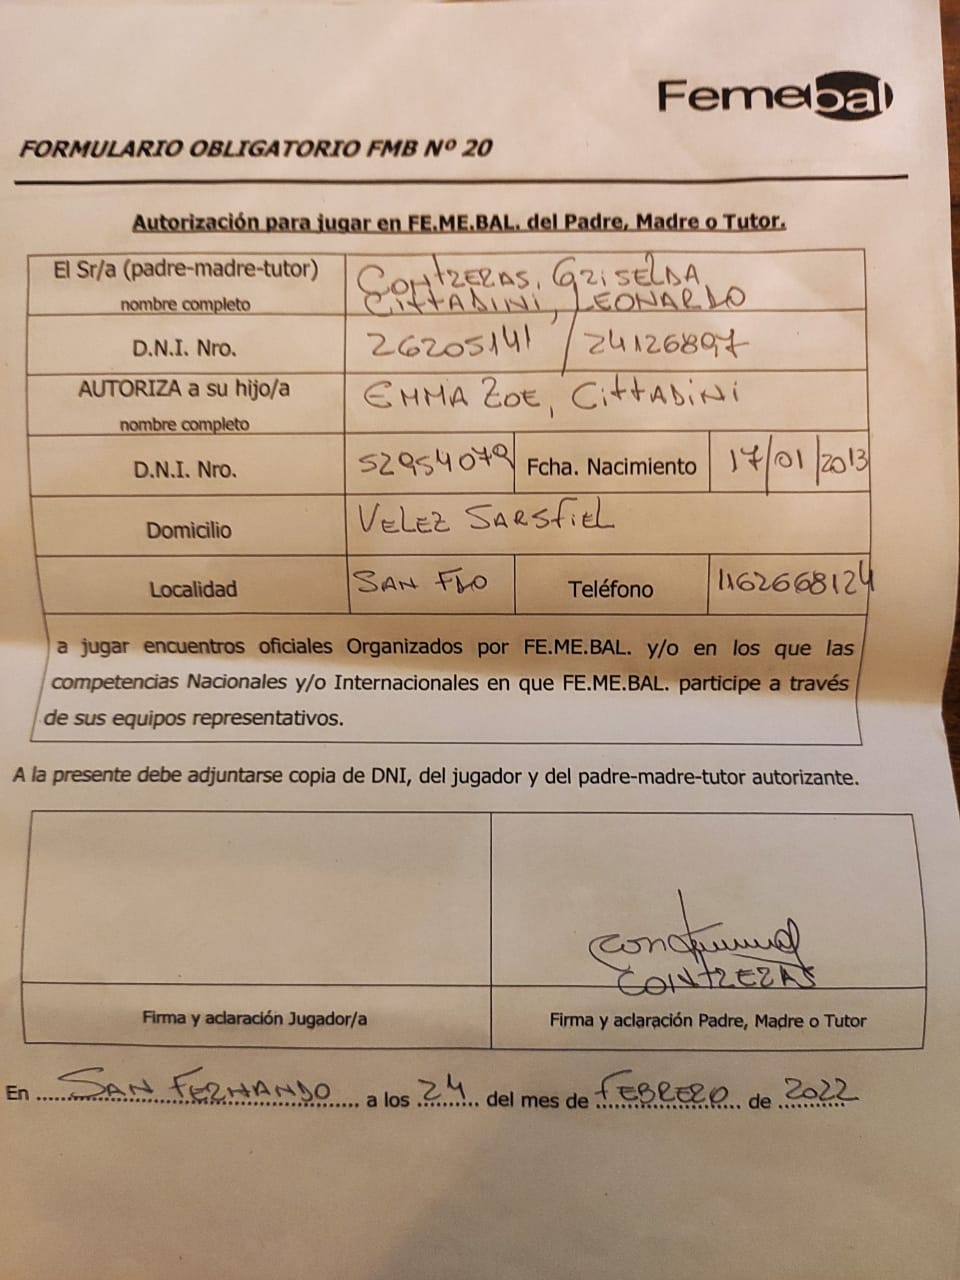 Femebal
FORMULARIO OBLIGATORIO FMB Nº 20
Autorización para jugar en FE.ME.BAL. del Padre, Madre o Tutor.
El Sr/a (padre-madre-tutor) CONTRERAS, GRISELDA
nombre completo CITTADINI, LEONARDO
D.N.I. Nro. 26205141 / 24126897
AUTORIZA a su hijo/a EMMA ZOE, CITTADINI
nombre completo
D.N.I. Nro. 52954079 Fcha. Nacimiento 17/01/2013
Domicilio VELEZ SARSFIEL
Localidad SAN FDO Teléfono 1162668124
a jugar encuentros oficiales Organizados por FE.ME.BAL. y/o en los que las
competencias Nacionales y/o Internacionales en que FE.ME.BAL. participe a través
de sus equipos representativos.
A la presente debe adjuntarse copia de DNI, del jugador y del padre-madre-tutor autorizante.
CONTRERAS
Firma y aclaración Jugador/a Firma y aclaración Padre, Madre o Tutor
En SAN FERNANDO a los 24 del mes de FEBRERO de 2022